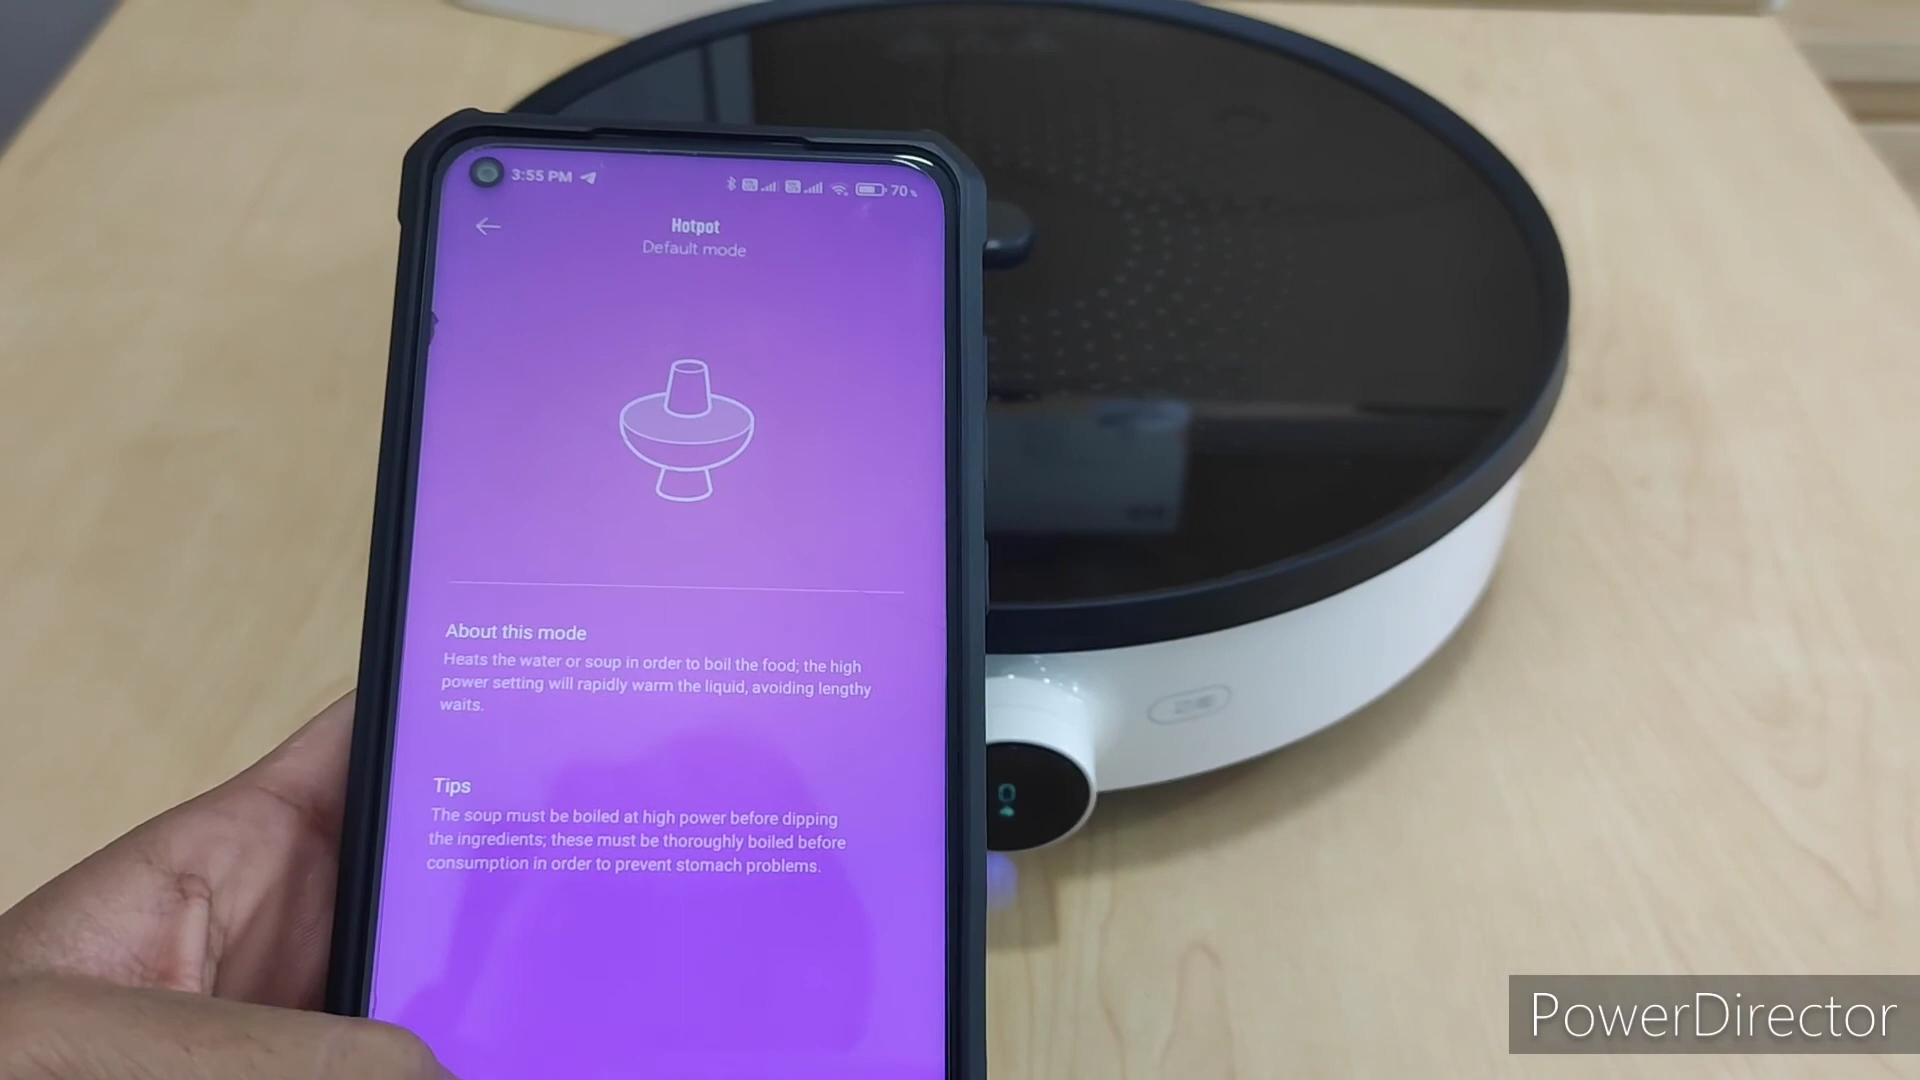 3:55 PM
70%
Hotpot
Default mode
About this mode
Heats the water or soup in order to boil the food; the high
power setting will rapidly warm the liquid, avoiding lengthy
waits.
Tips
The soup must be boiled at high power before dipping
the ingredients; these must be thoroughly boiled before
consumption in order to prevent stomach problems.
0
PowerDirector